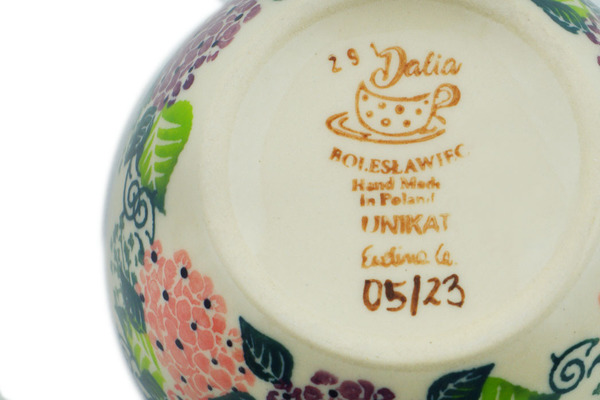 29 Dalia
BOLESŁAWIEC
Hand Made
in Poland
UNIKAT
05/23